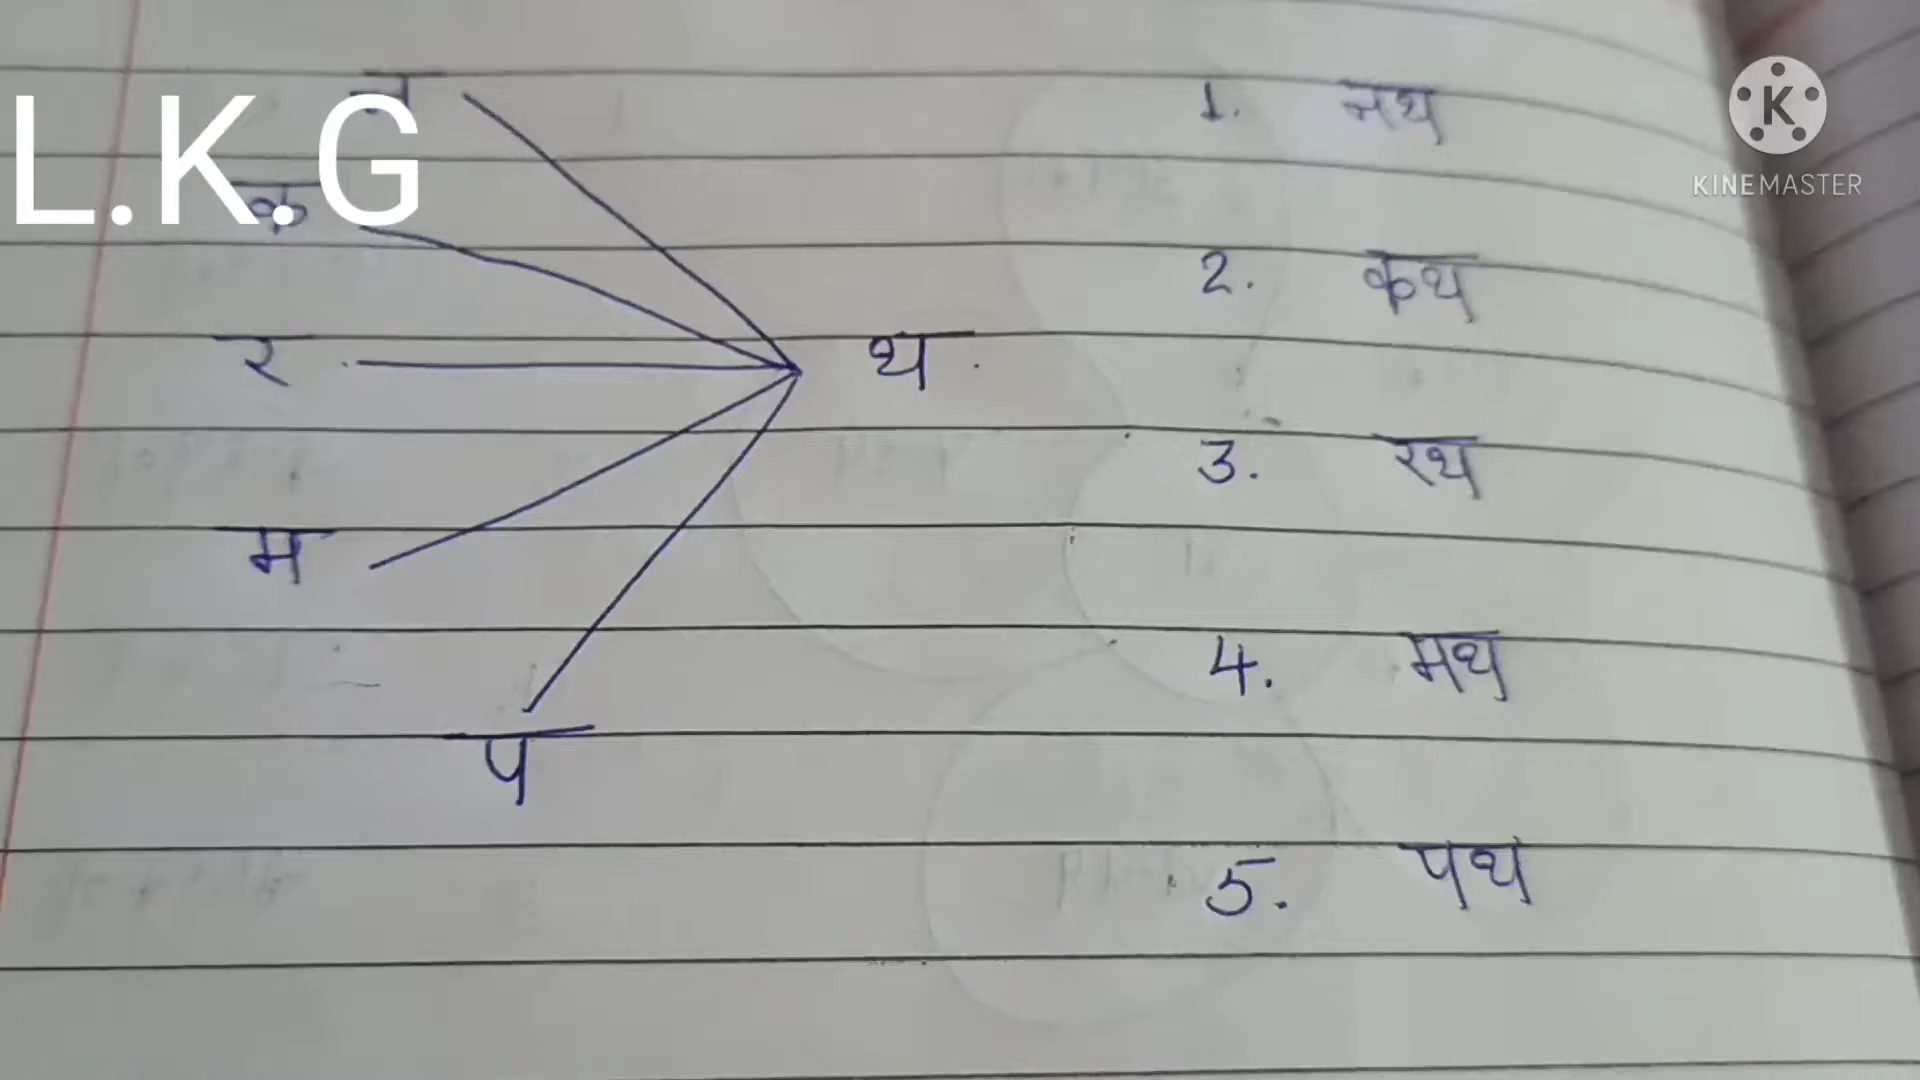 न
L.K.G
क
र
थ
म
प
1. नथ
2. कथ
3. रथ
4. मथ
5. पथ
KINEMASTER